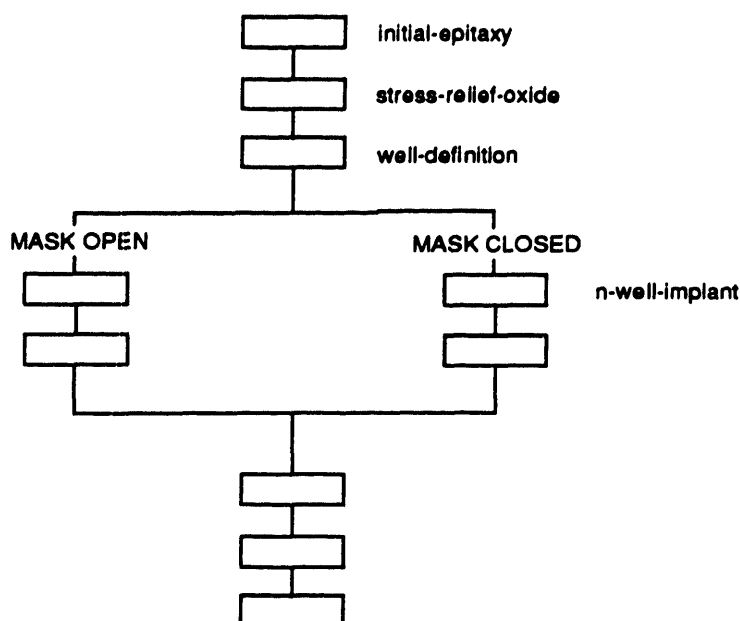 initial-epitaxy
stress-relief-oxide
well-definition
MASK OPEN
MASK CLOSED
n-well-implant